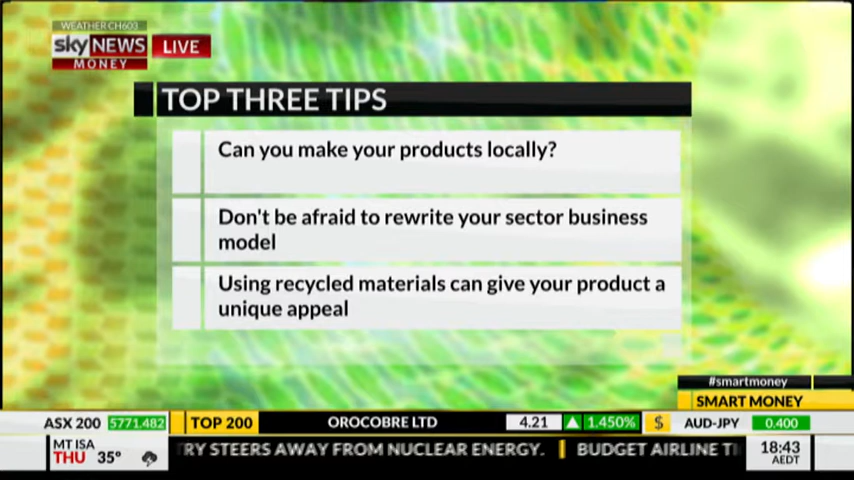 WEATHER CH603
sky NEWS
MONEY
LIVE
TOP THREE TIPS
Can you make your products locally?
Don't be afraid to rewrite your sector business
model
Using recycled materials can give your product a
unique appeal
#smartmoney
SMART MONEY
ASX 200 5771.482 TOP 200 OROCOBRE LTD 4.21 1.450% $ AUD-JPY 0.400
MT ISA
THU 35°
STEERS AWAY FROM NUCLEAR ENERGY. BUDGET AIRLINE
18:43
AEDT